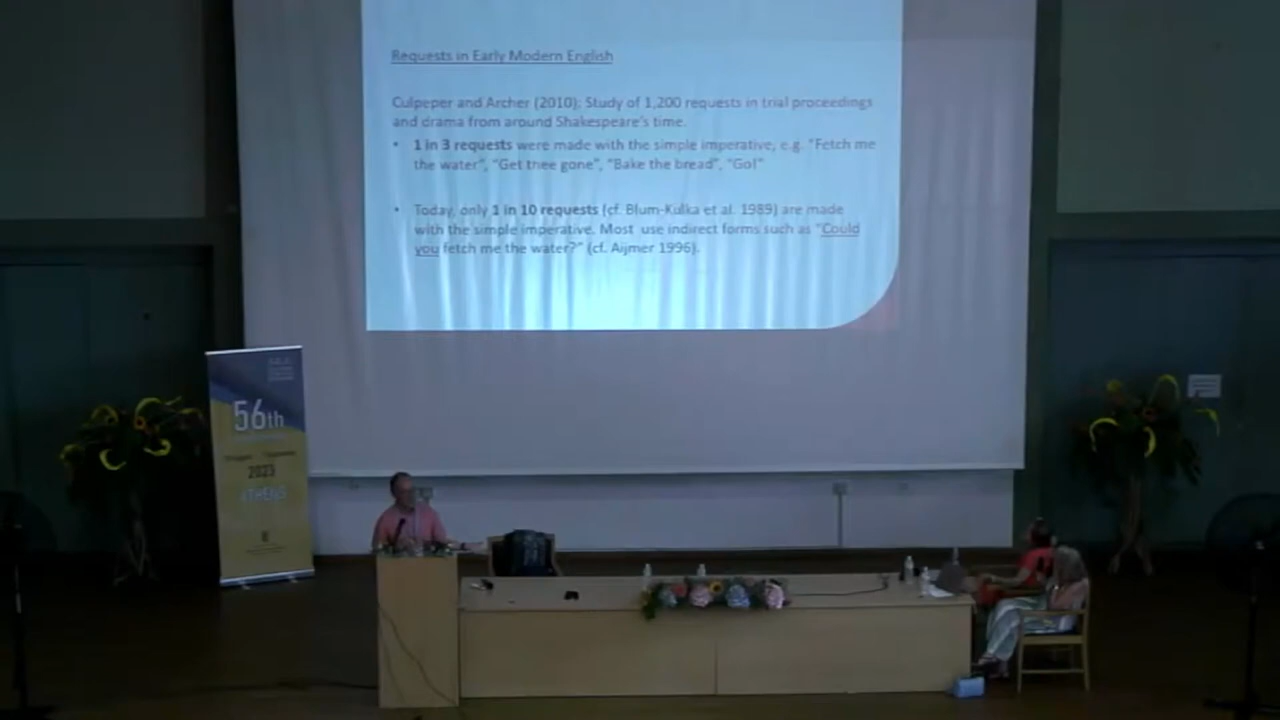 Requests in Early Modern English
Culpeper and Archer (2010): Study of 1,200 requests in trial proceedings
and drama from around Shakespeare's time.
• 1 in 3 requests were made with the simple imperative, e.g. "Fetch me
the water", "Get thee gone", "Bake the bread", "Go!"
• Today, only 1 in 10 requests (cf. Blum-Kulka et al. 1989) are made
with the simple imperative. Most use indirect forms such as "Could
you fetch me the water?" (cf. Aijmer 1996).
56th
2023
ATHENS